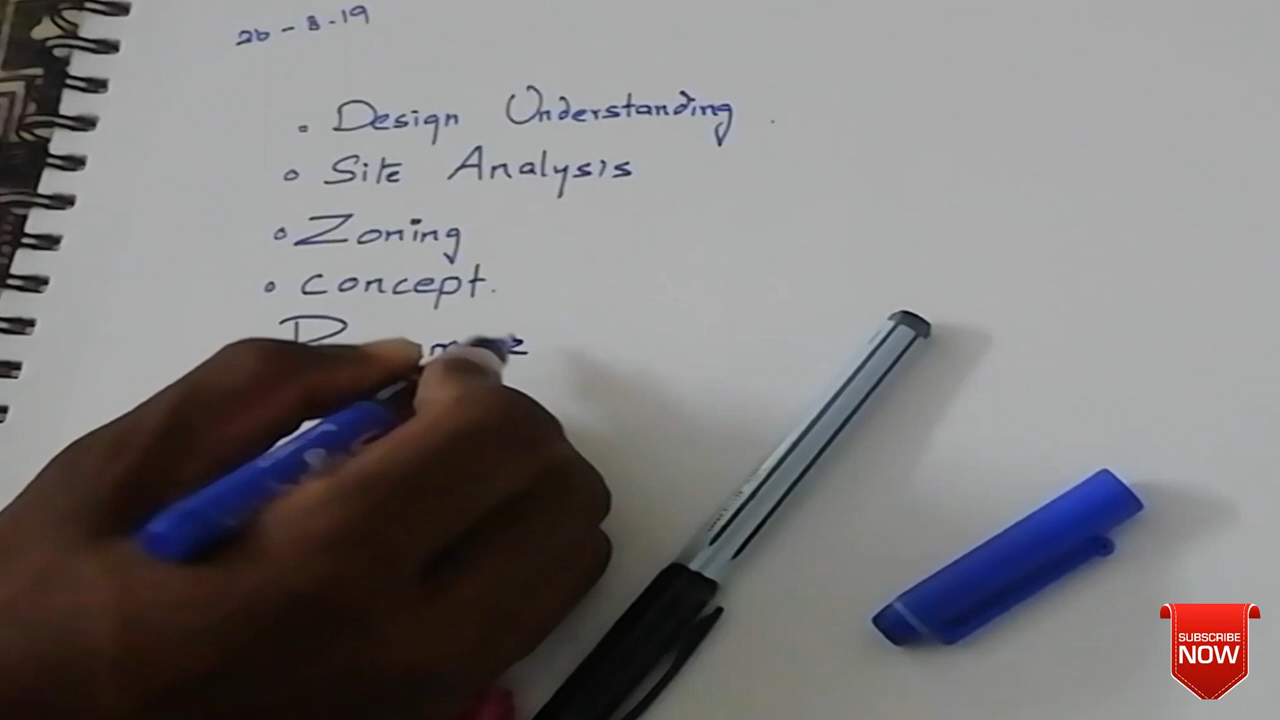 26-8-19
• Design Understanding.
• Site Analysis
• Zoning
• concept.
SUBSCRIBE
NOW